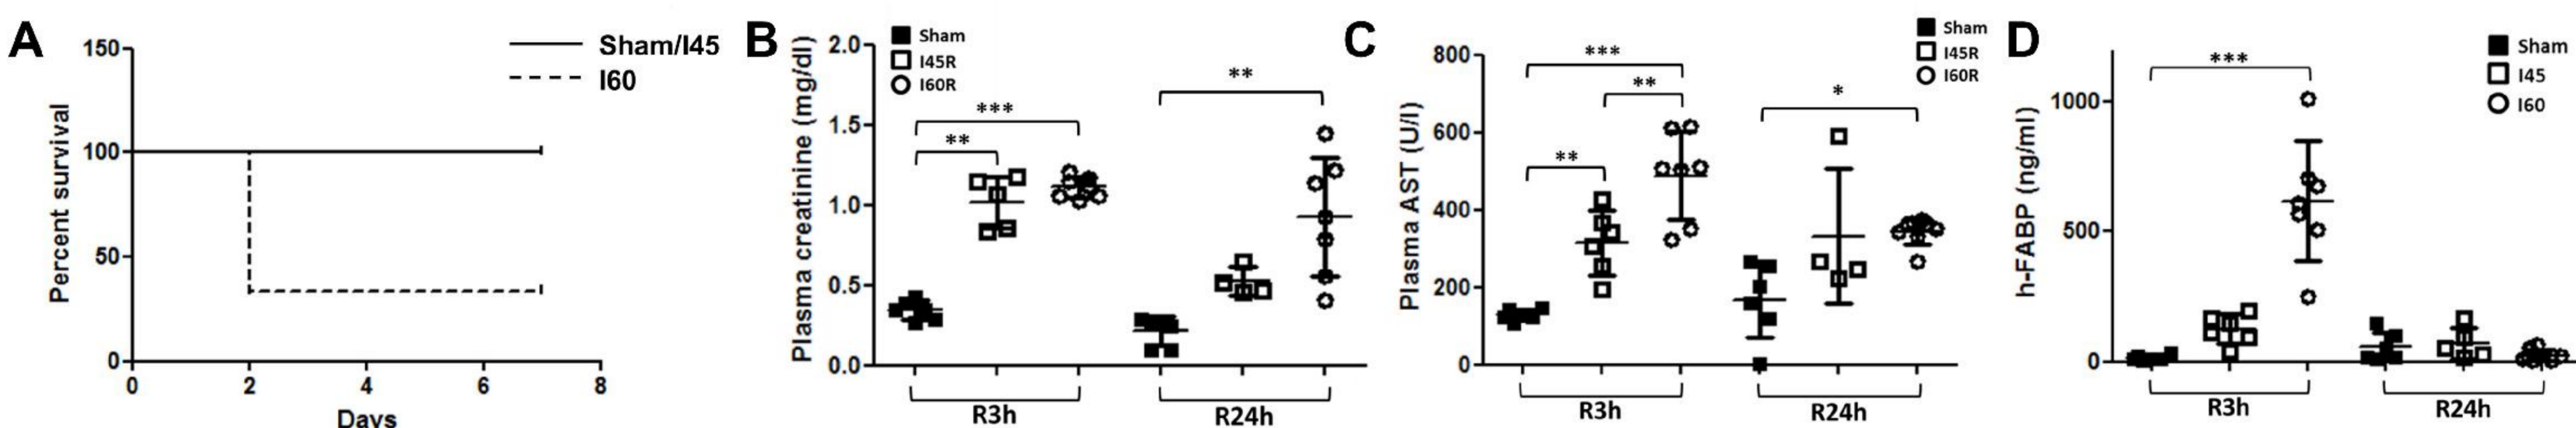 A
Percent survival
150
100
50
0
0 2 4 6 8
Days
Sham/I45
I60
B
Plasma creatinine (mg/dl)
2.0
1.5
1.0
0.5
0.0
Sham
I45R
I60R
**
***
**
R3h R24h
C
Plasma AST (U/l)
800
600
400
200
0
Sham
I45R
I60R
***
**
**
*
R3h R24h
D
h-FABP (ng/ml)
1000
500
0
Sham
I45
I60
***
R3h R24h